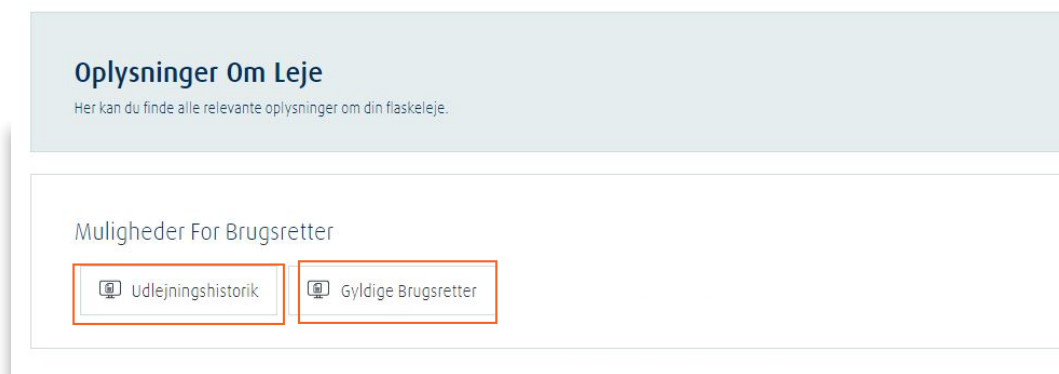 Oplysninger Om Leje
Her kan du finde alle relevante oplysninger om din flaskeleje.
Muligheder For Brugsretter
Udlejningshistorik
Gyldige Brugsretter